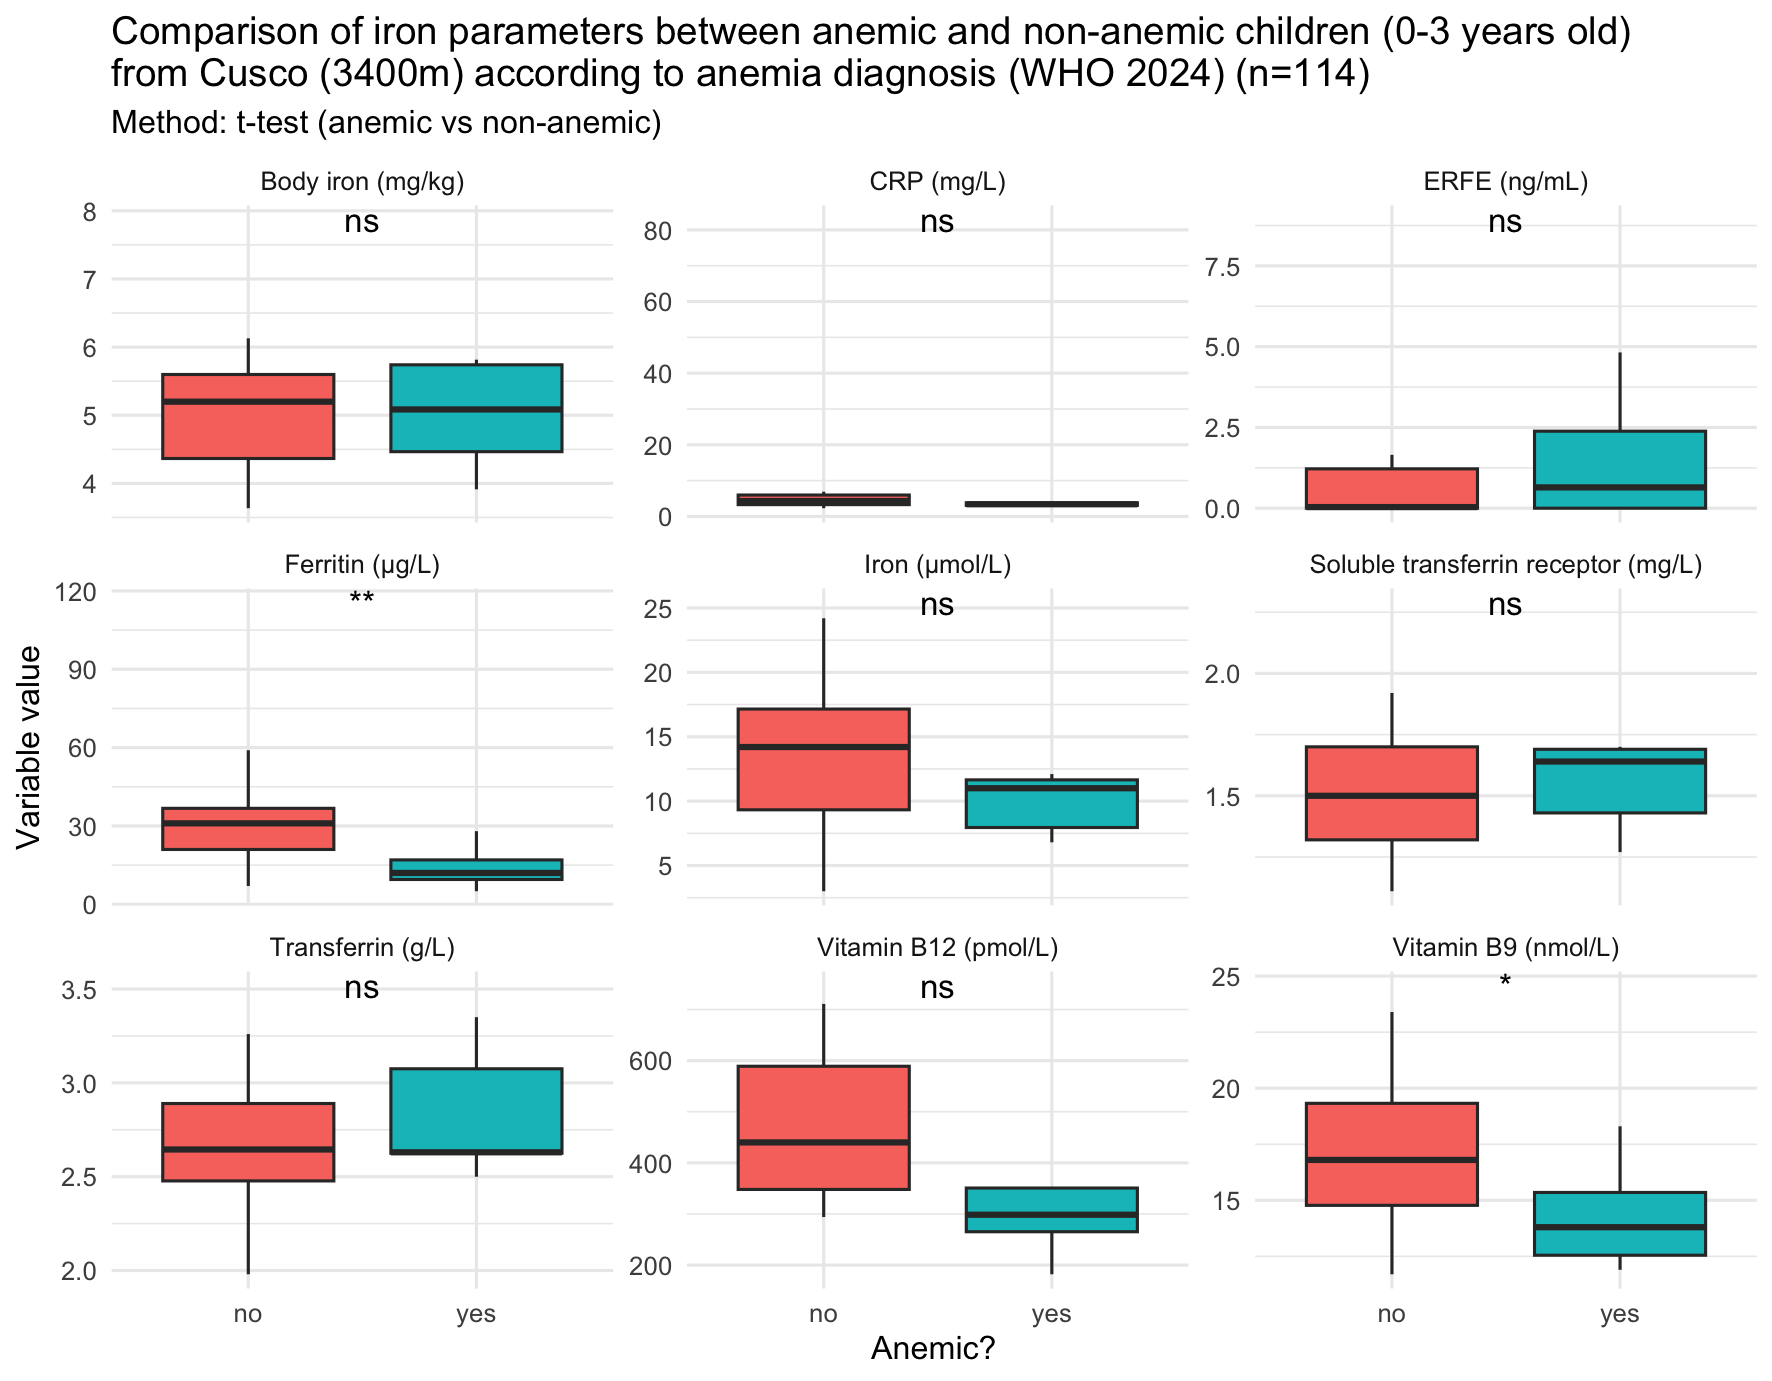 Comparison of iron parameters between anemic and non-anemic children (0-3 years old)
from Cusco (3400m) according to anemia diagnosis (WHO 2024) (n=114)
Method: t-test (anemic vs non-anemic)
Body iron (mg/kg)
ns
8
7
6
5
4
CRP (mg/L)
ns
80
60
40
20
0
ERFE (ng/mL)
ns
7.5
5.0
2.5
0.0
Variable value
Ferritin (µg/L)
**
120
90
60
30
0
Iron (µmol/L)
ns
25
20
15
10
5
Soluble transferrin receptor (mg/L)
ns
2.0
1.5
Transferrin (g/L)
ns
3.5
3.0
2.5
2.0
no yes
Vitamin B12 (pmol/L)
ns
600
400
200
no yes
Vitamin B9 (nmol/L)
*
25
20
15
no yes
Anemic?